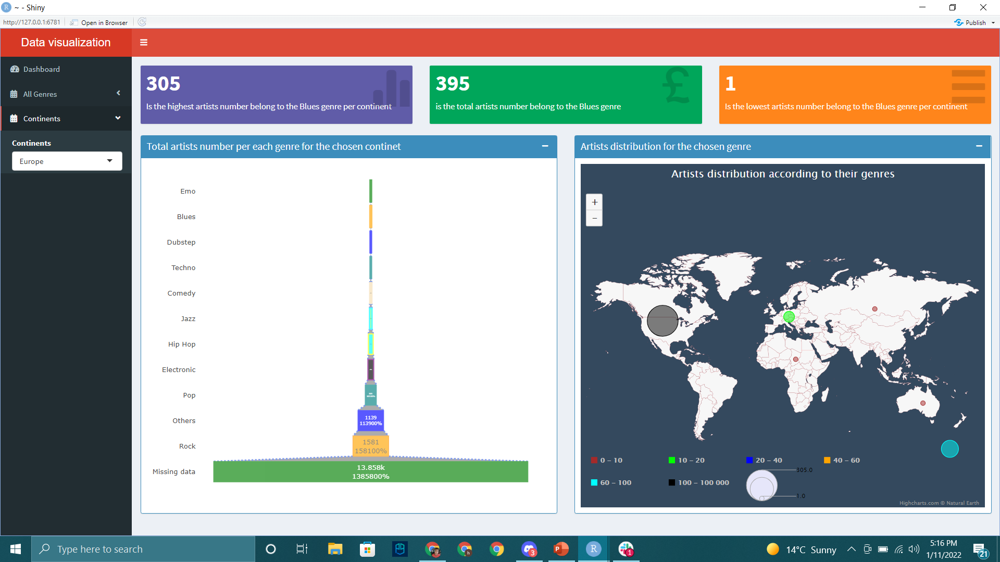 ~ - Shiny
http://127.0.0.1:6781
Open in Browser
Publish
Data visualization
Dashboard
All Genres
Continents
Continents
Europe
305
Is the highest artists number belong to the Blues genre per continent
395
is the total artists number belong to the Blues genre
1
Is the lowest artists number belong to the Blues genre per continent
Total artists number per each genre for the chosen continet
Emo
Blues
Dubstep
Techno
Comedy
Jazz
Hip Hop
Electronic
Pop
Others
1139
113900%
Rock
1581
158100%
Missing data
13.858k
1385800%
Artists distribution for the chosen genre
Artists distribution according to their genres
+
−
0 – 10
10 – 20
20 – 40
40 – 60
60 – 100
100 – 100 000
305.0
1.0
Highcharts.com © Natural Earth
Type here to search
14°C Sunny
5:16 PM
1/11/2022
21